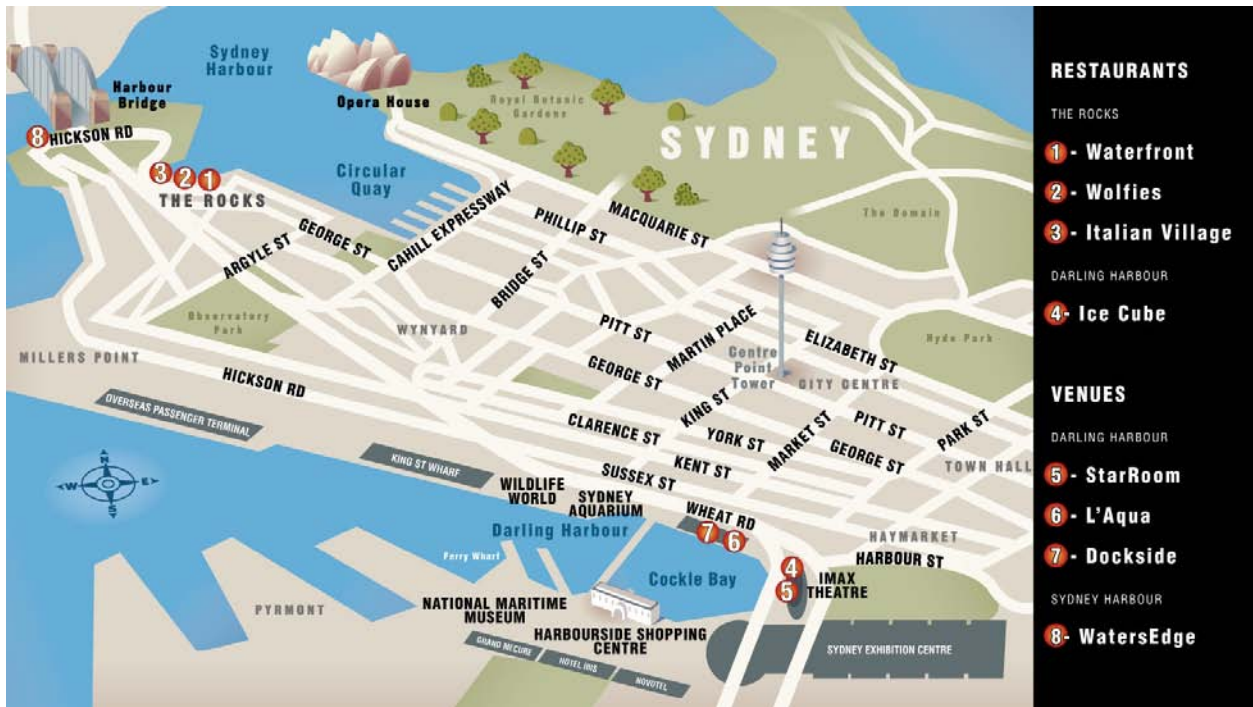 Sydney
Harbour
Harbour
Bridge
Opera House
Royal Botanic
Gardens
SYDNEY
8 HICKSON RD
Circular
Quay
3 2 1
THE ROCKS
The Domain
MACQUARIE ST
PHILLIP ST
CAHILL EXPRESSWAY
GEORGE ST
ARGYLE ST
BRIDGE ST
Observatory
Park
WYNYARD
PITT ST
MARTIN PLACE
ELIZABETH ST
Hyde Park
MILLERS POINT
HICKSON RD
GEORGE ST
Centre
Point
Tower
CITY CENTRE
OVERSEAS PASSENGER TERMINAL
CLARENCE ST
KING ST
YORK ST
MARKET ST
PITT ST
GEORGE ST
PARK ST
TOWN HALL
KING ST WHARF
KENT ST
SUSSEX ST
N
W E
S
WILDLIFE
WORLD
SYDNEY
AQUARIUM
WHEAT RD
7 6
Darling Harbour
HAYMARKET
HARBOUR ST
Ferry Wharf
Cockle Bay
4
5
IMAX
THEATRE
PYRMONT
NATIONAL MARITIME
MUSEUM
HARBOURSIDE SHOPPING
CENTRE
GRAND MECURE
HOTEL IBIS
NOVOTEL
SYDNEY EXHIBITION CENTRE
RESTAURANTS
THE ROCKS
1 - Waterfront
2 - Wolfies
3 - Italian Village
DARLING HARBOUR
4 - Ice Cube
VENUES
DARLING HARBOUR
5 - StarRoom
6 - L'Aqua
7 - Dockside
SYDNEY HARBOUR
8 - WatersEdge